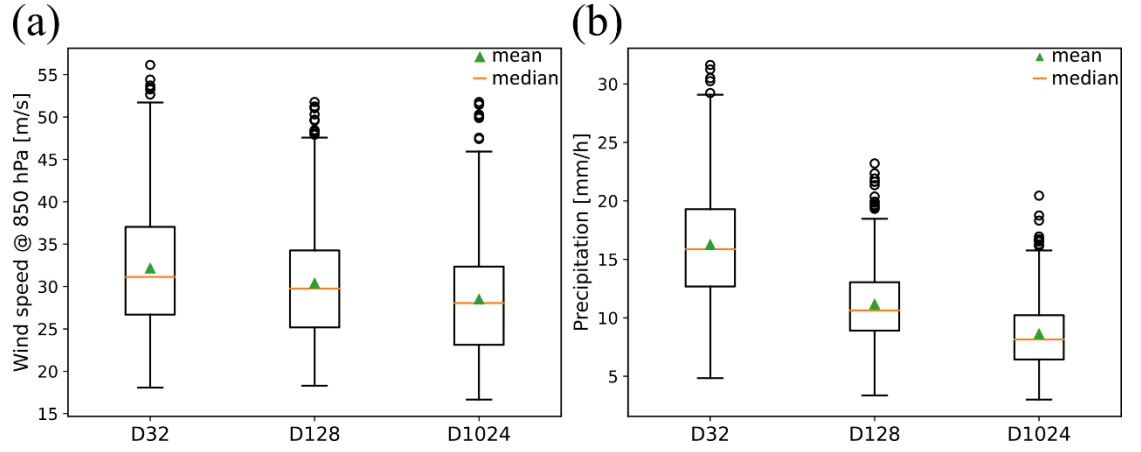 (a)
Wind speed @ 850 hPa [m/s]
55
50
45
40
35
30
25
20
15
D32
D128
D1024
mean
median
(b)
Precipitation [mm/h]
30
25
20
15
10
5
D32
D128
D1024
mean
median